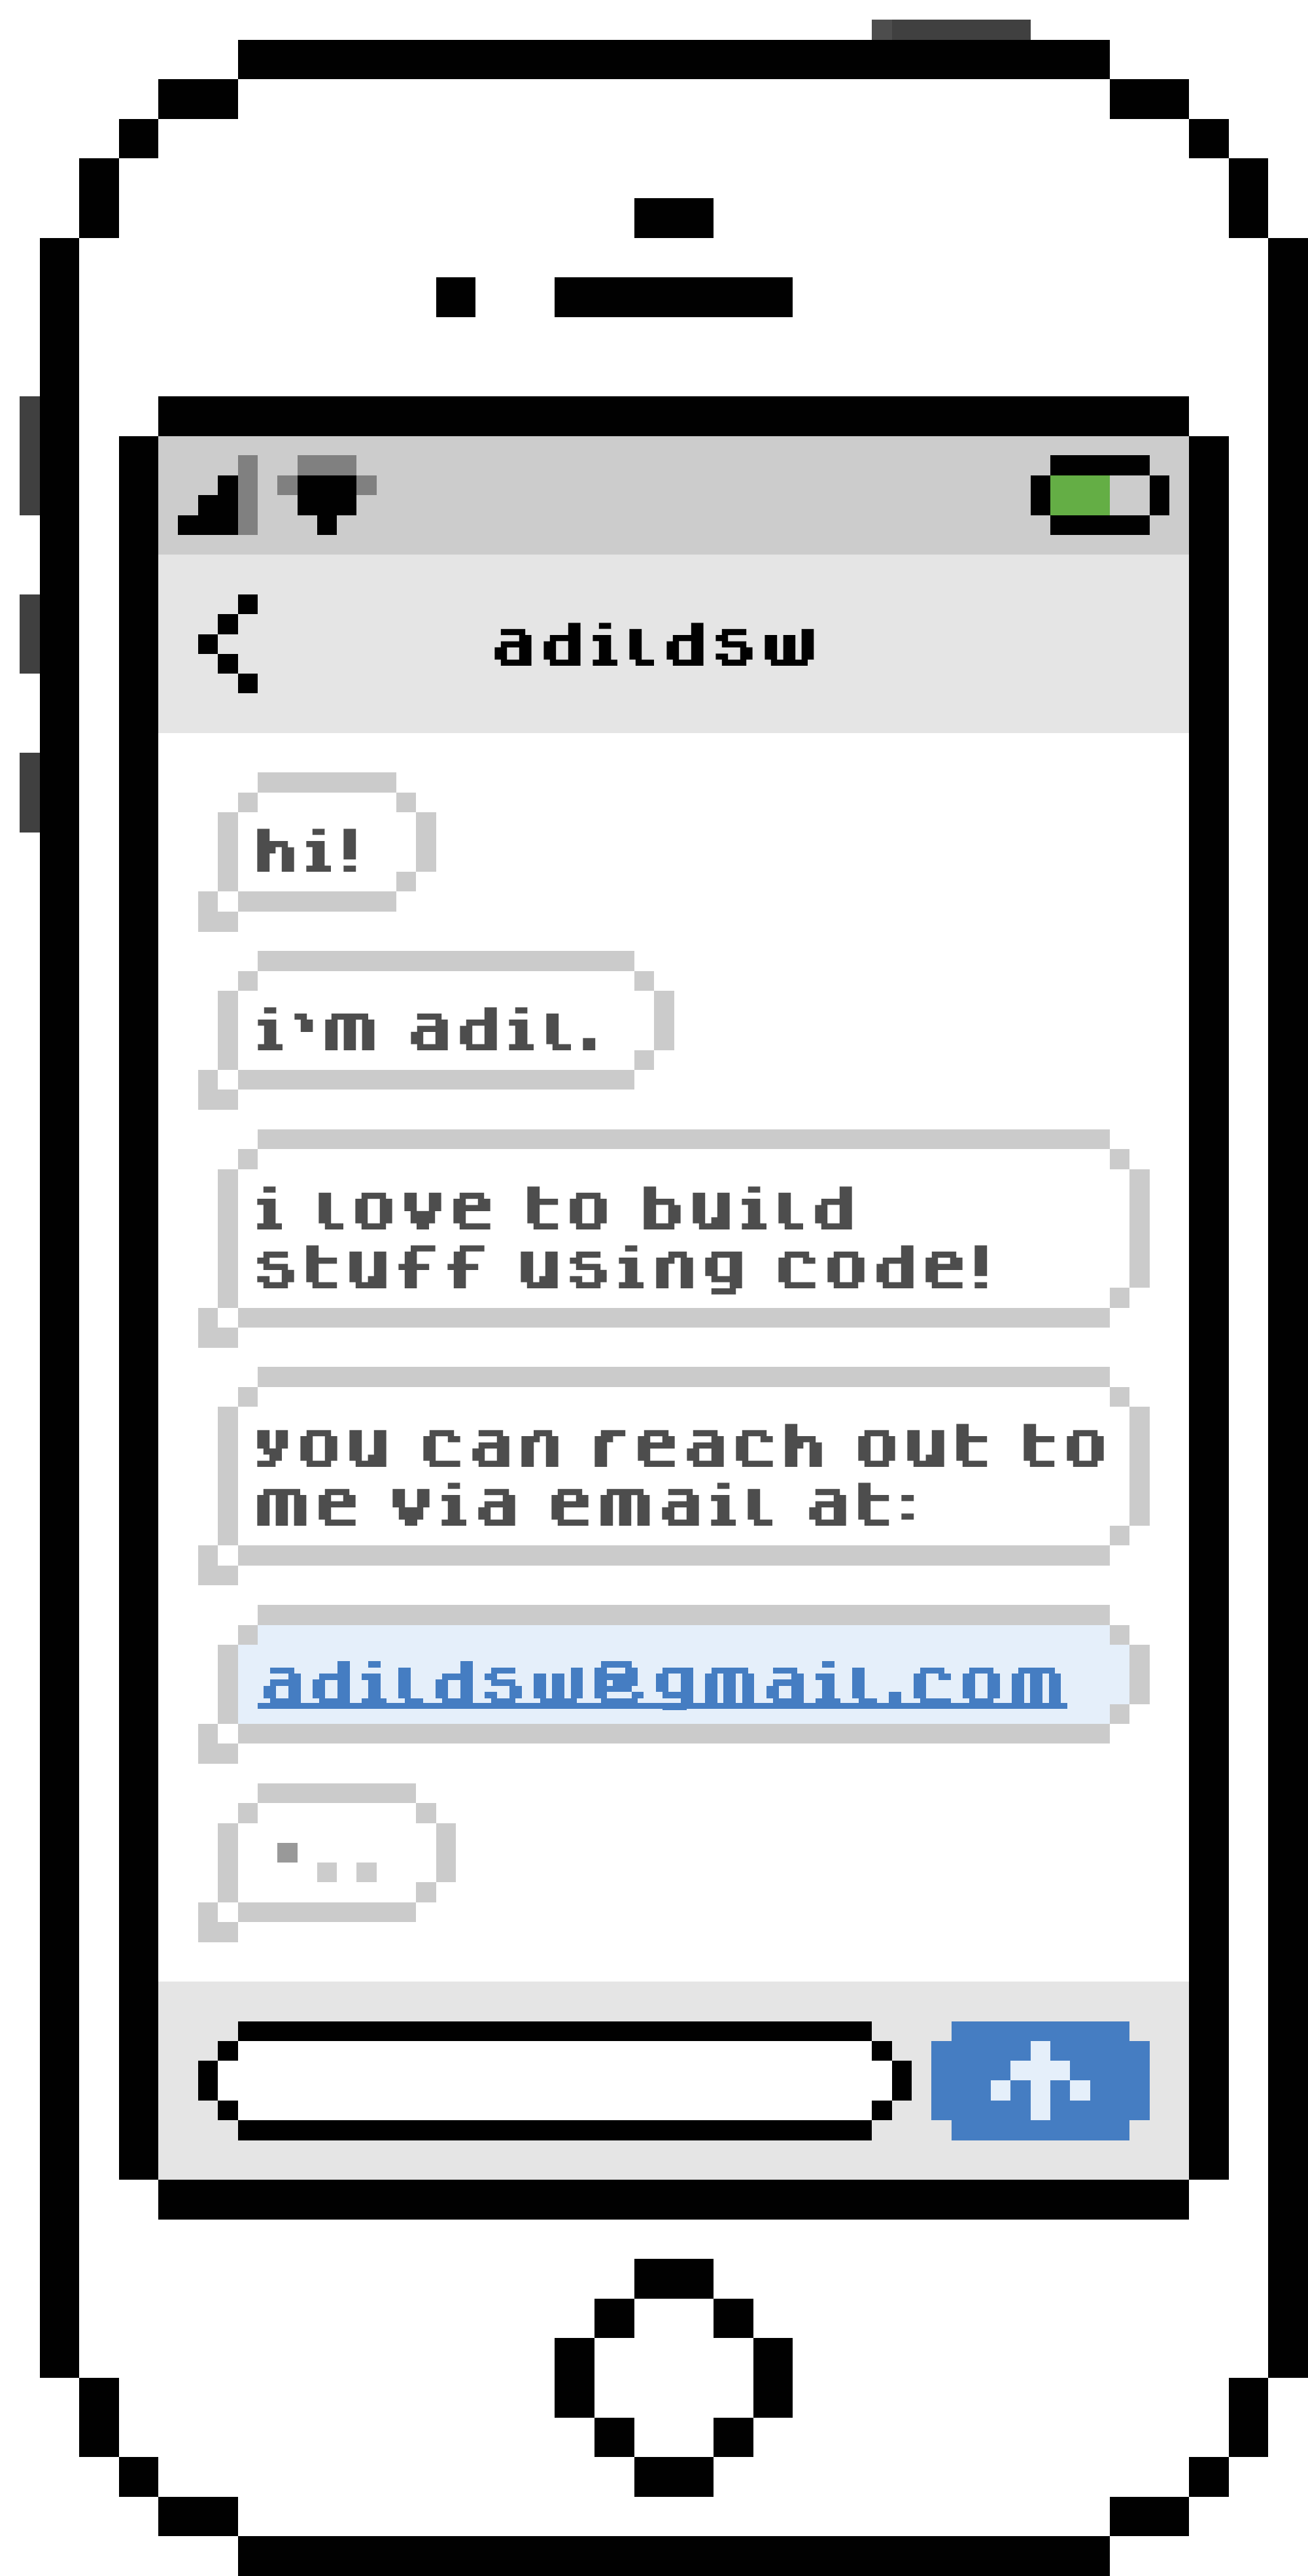 adildsw
hi!
i'm adil.
i love to build
stuff using code!
you can reach out to
me via email at:
adildsw@gmail.com
...